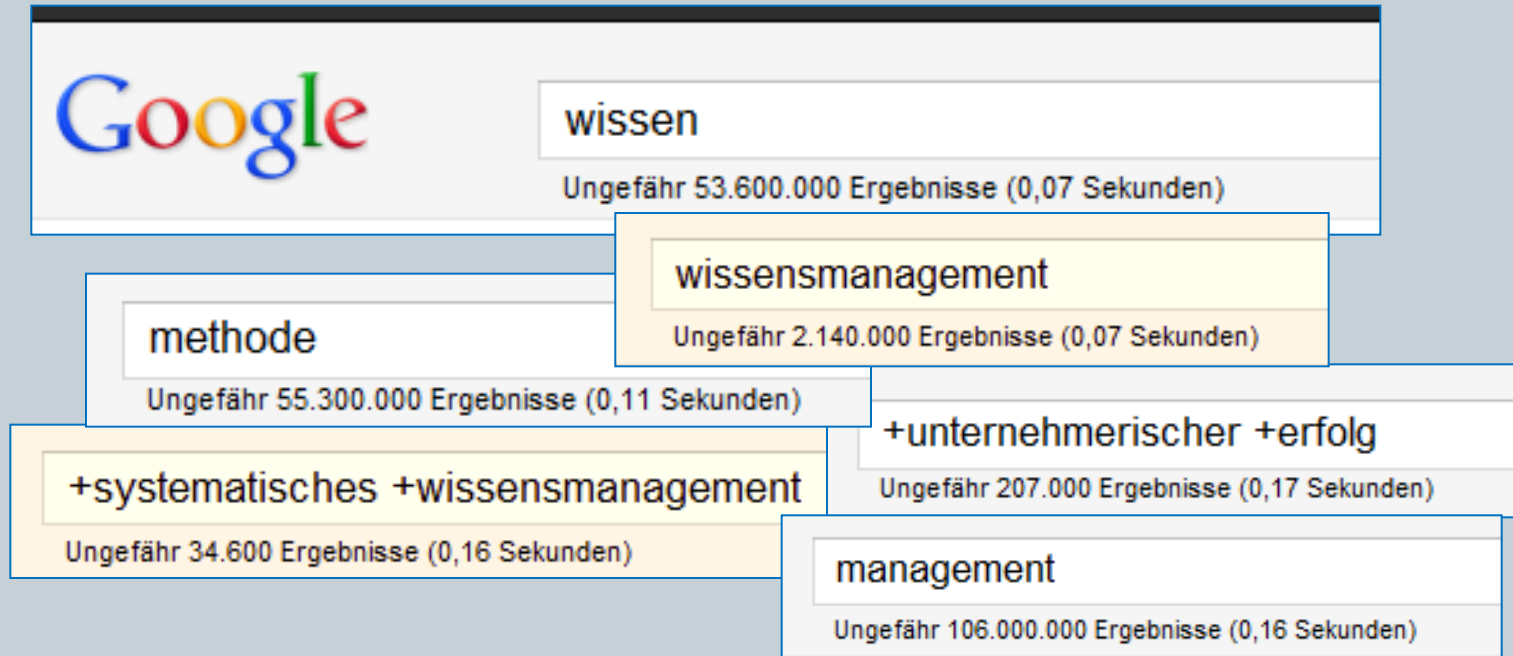 Google
wissen
Ungefähr 53.600.000 Ergebnisse (0,07 Sekunden)
wissensmanagement
Ungefähr 2.140.000 Ergebnisse (0,07 Sekunden)
methode
Ungefähr 55.300.000 Ergebnisse (0,11 Sekunden)
+unternehmerischer +erfolg
Ungefähr 207.000 Ergebnisse (0,17 Sekunden)
+systematisches +wissensmanagement
Ungefähr 34.600 Ergebnisse (0,16 Sekunden)
management
Ungefähr 106.000.000 Ergebnisse (0,16 Sekunden)